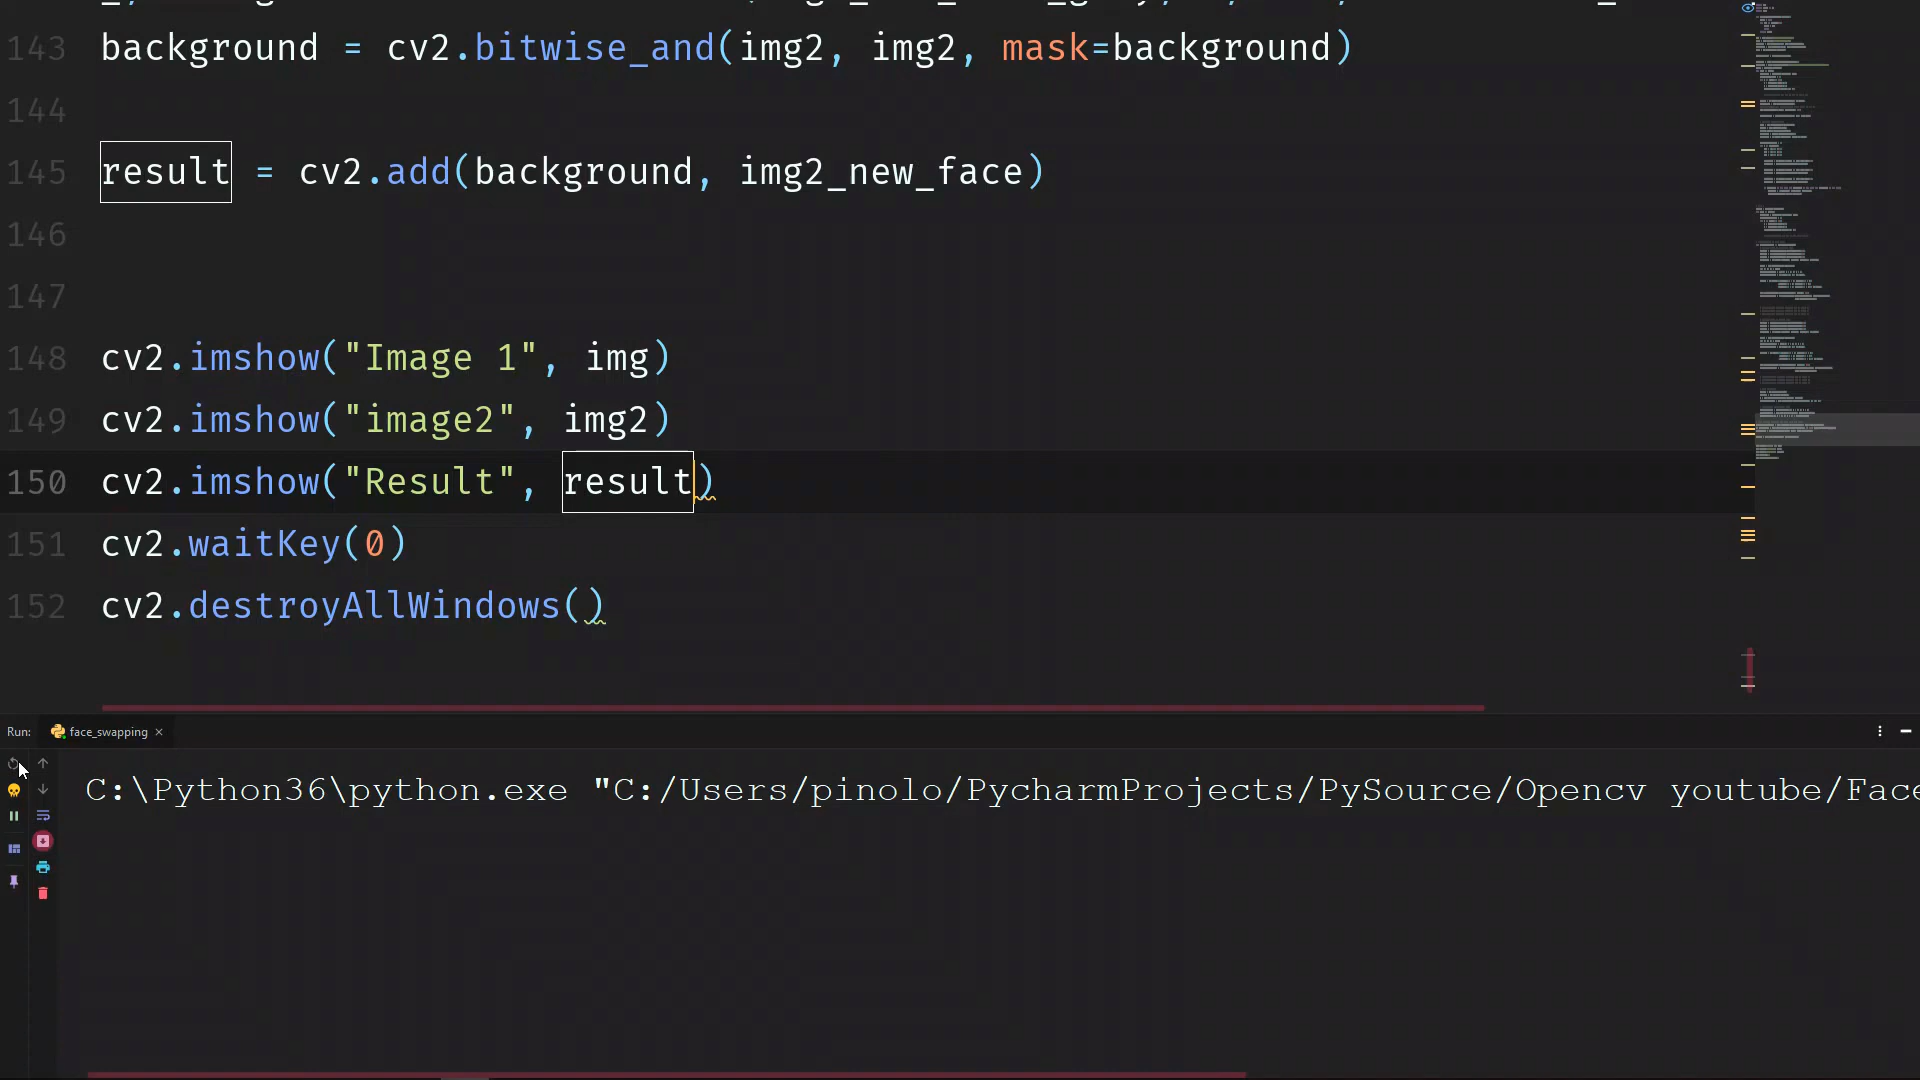 143 background = cv2.bitwise_and(img2, img2, mask=background)
144
145 result = cv2.add(background, img2_new_face)
146
147
148 cv2.imshow("Image 1", img)
149 cv2.imshow("image2", img2)
150 cv2.imshow("Result", result)
151 cv2.waitKey(0)
152 cv2.destroyAllWindows()
Run: face_swapping
C:\Python36\python.exe "C:/Users/pinolo/PycharmProjects/PySource/Opencv youtube/Face